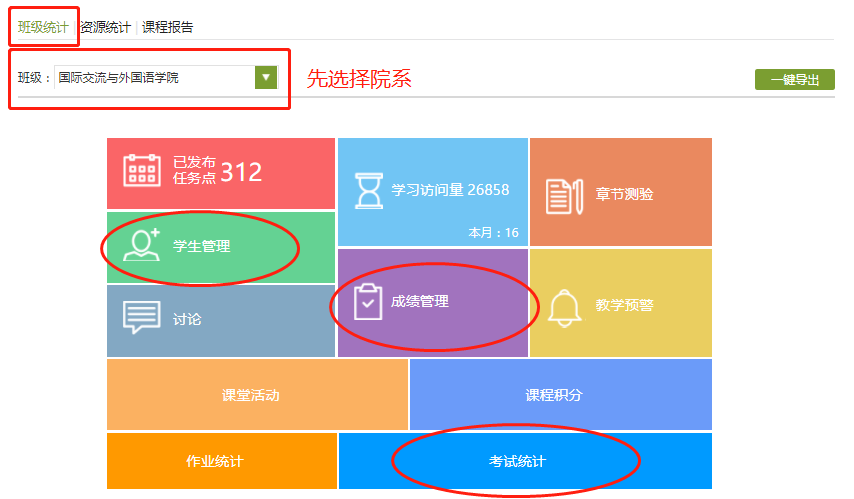 班级统计 | 资源统计 | 课程报告
班级：国际交流与外国语学院
先选择院系
一键导出
已发布
任务点 312
学习访问量 26858
本月：16
章节测验
学生管理
成绩管理
教学预警
讨论
课堂活动
课程积分
作业统计
考试统计